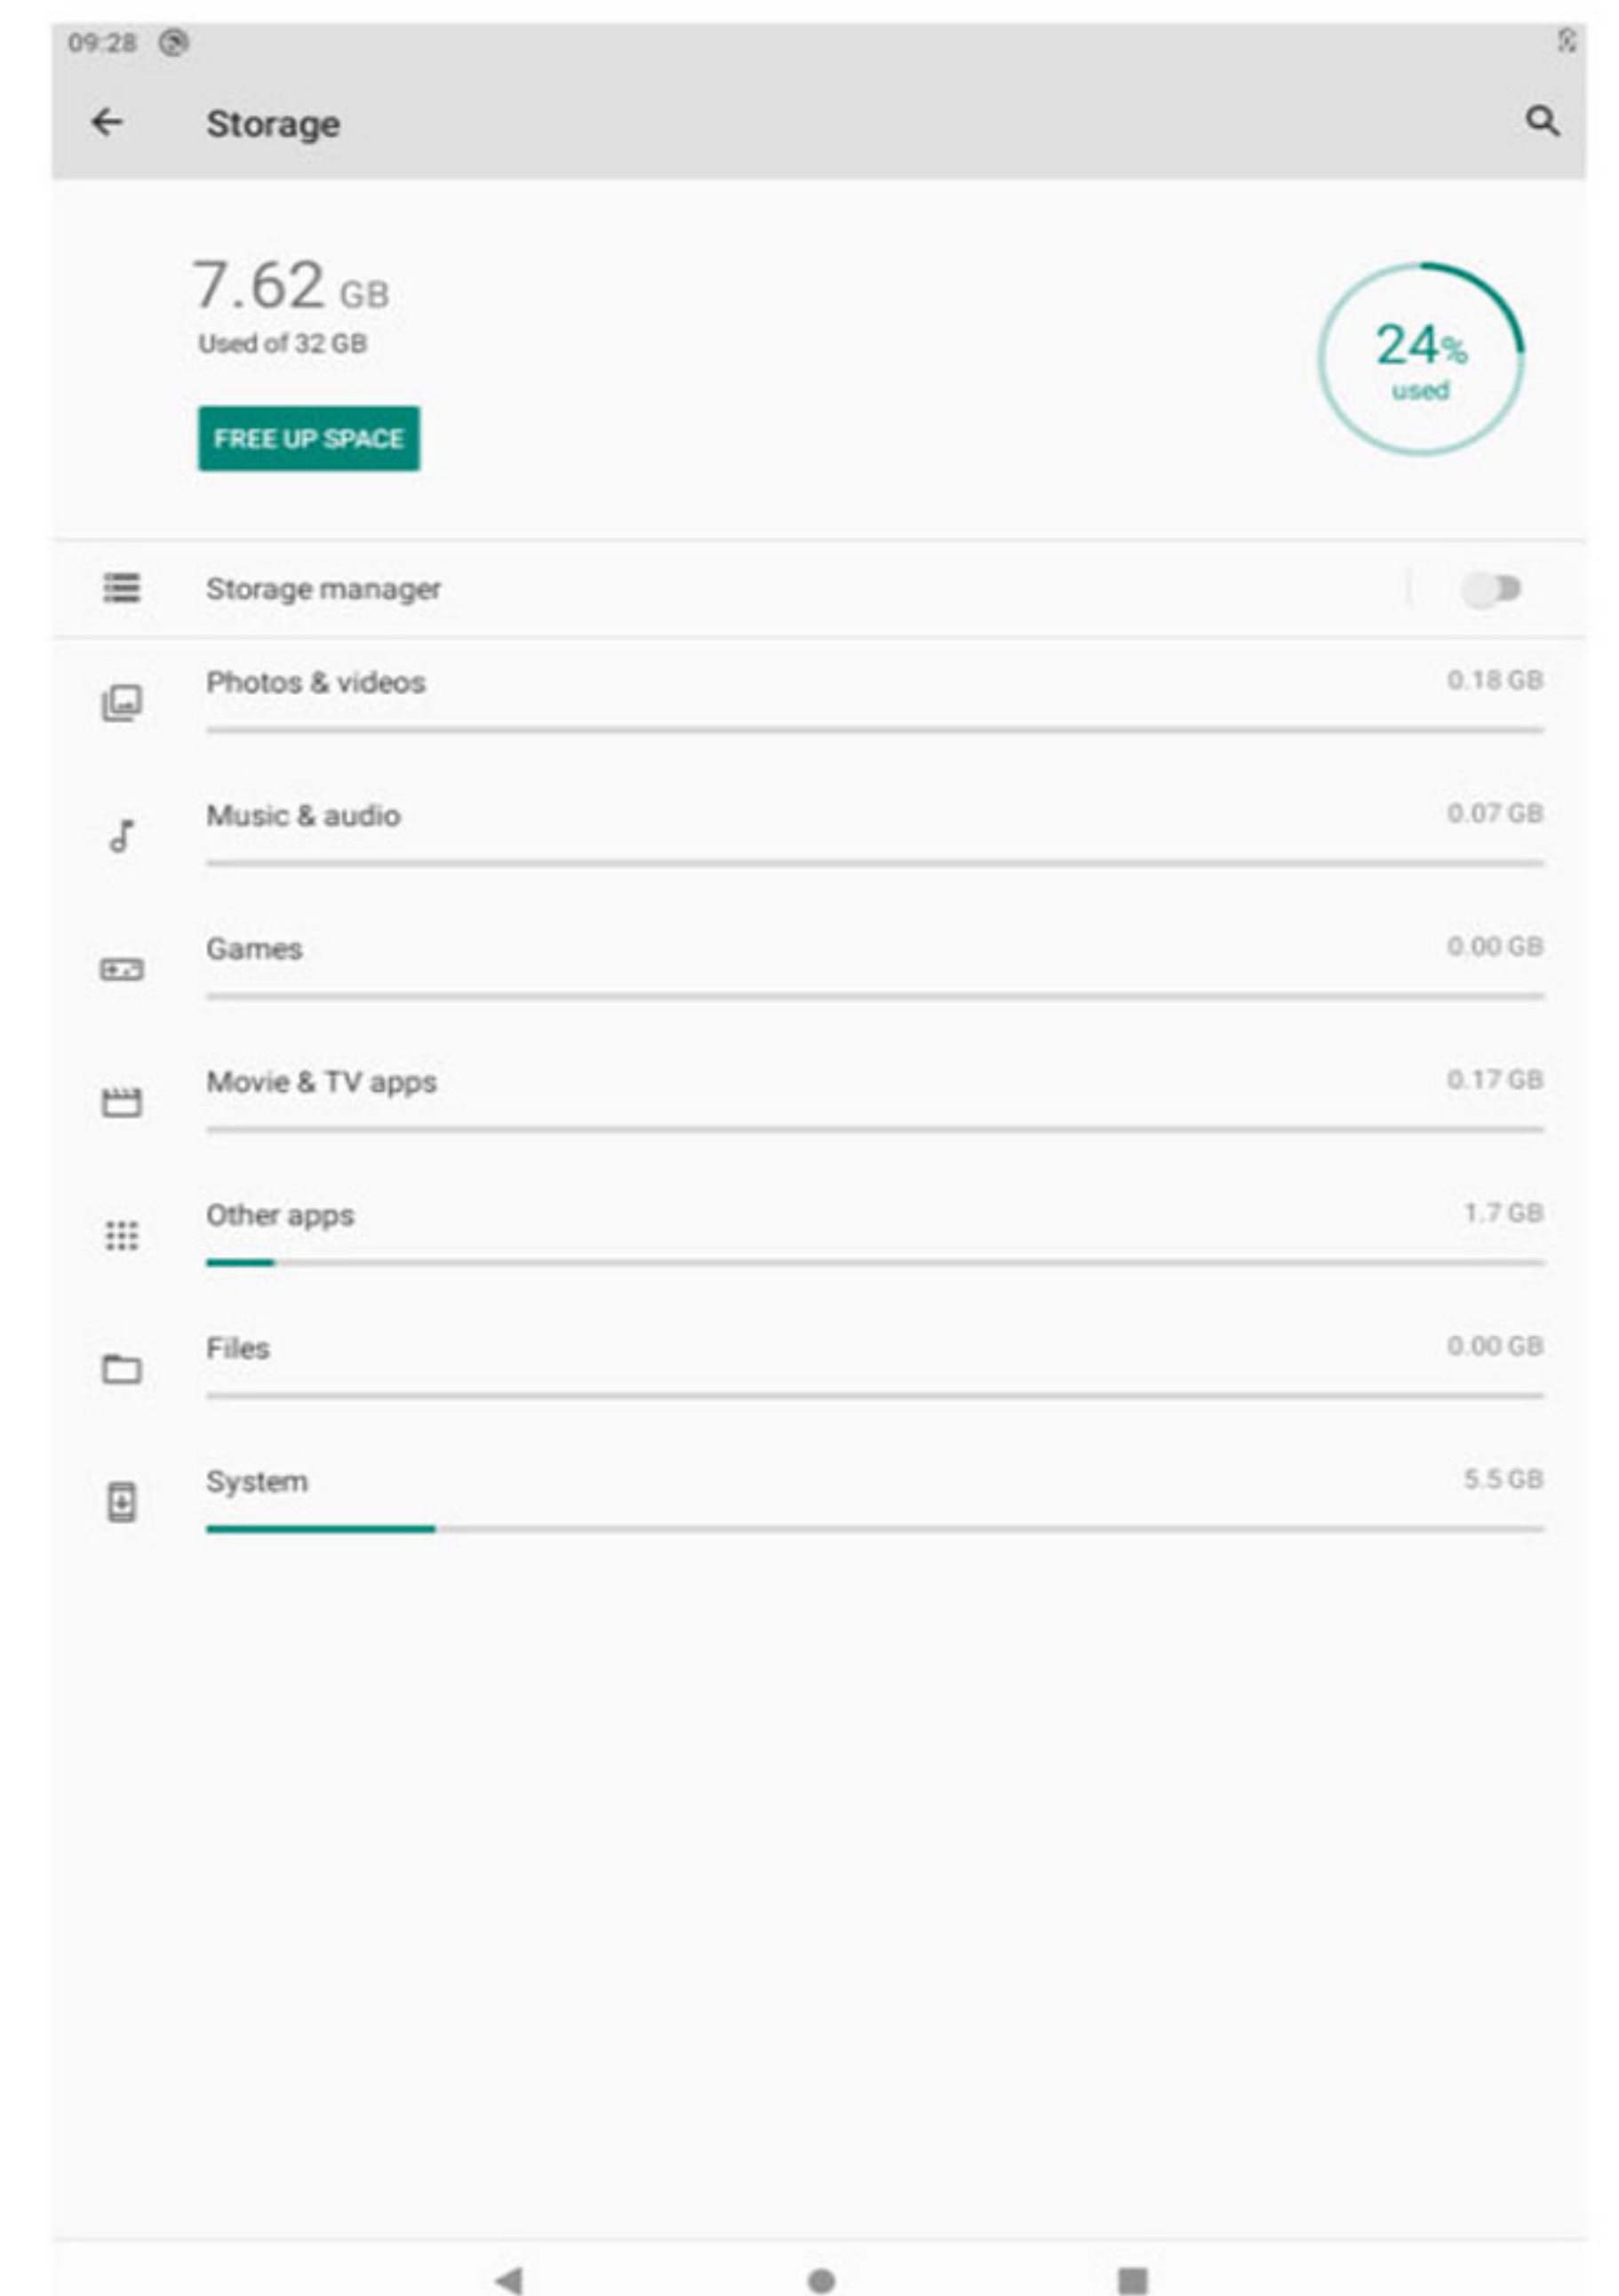 09:28
Storage
7.62 GB
Used of 32 GB
24%
used
FREE UP SPACE
Storage manager
Photos & videos 0.18 GB
Music & audio 0.07 GB
Games 0.00 GB
Movie & TV apps 0.17 GB
Other apps 1.7 GB
Files 0.00 GB
System 5.5 GB